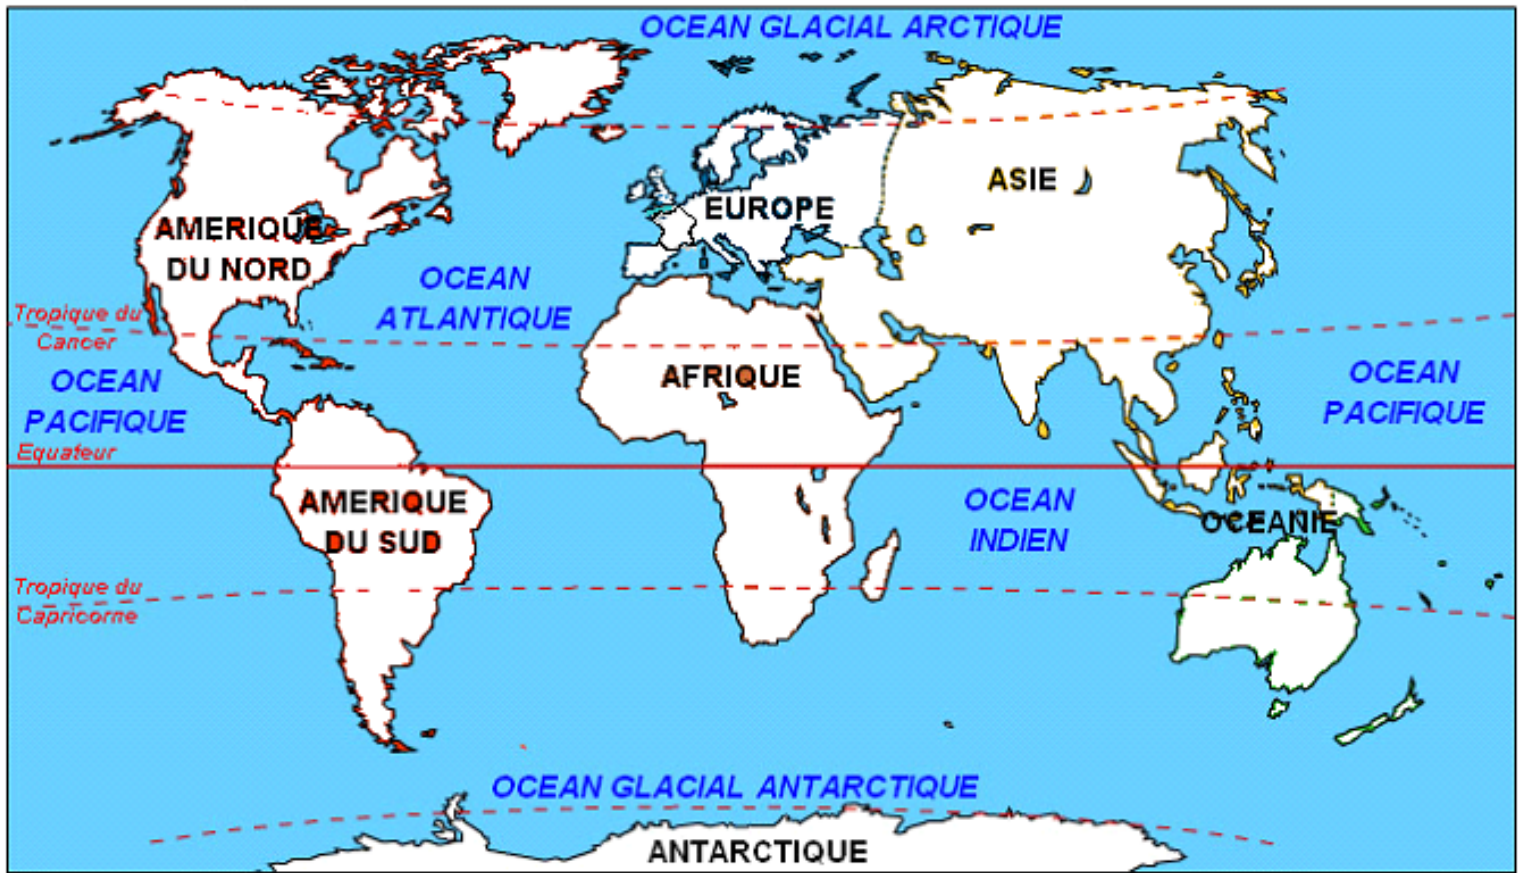 OCEAN GLACIAL ARCTIQUE
ASIE
EUROPE
AMERIQUE
DU NORD
OCEAN
ATLANTIQUE
Tropique du
Cancer
OCEAN
PACIFIQUE
AFRIQUE
OCEAN
PACIFIQUE
Equateur
AMERIQUE
DU SUD
OCEAN
INDIEN
OCEANIE
Tropique du
Capricorne
OCEAN GLACIAL ANTARCTIQUE
ANTARCTIQUE